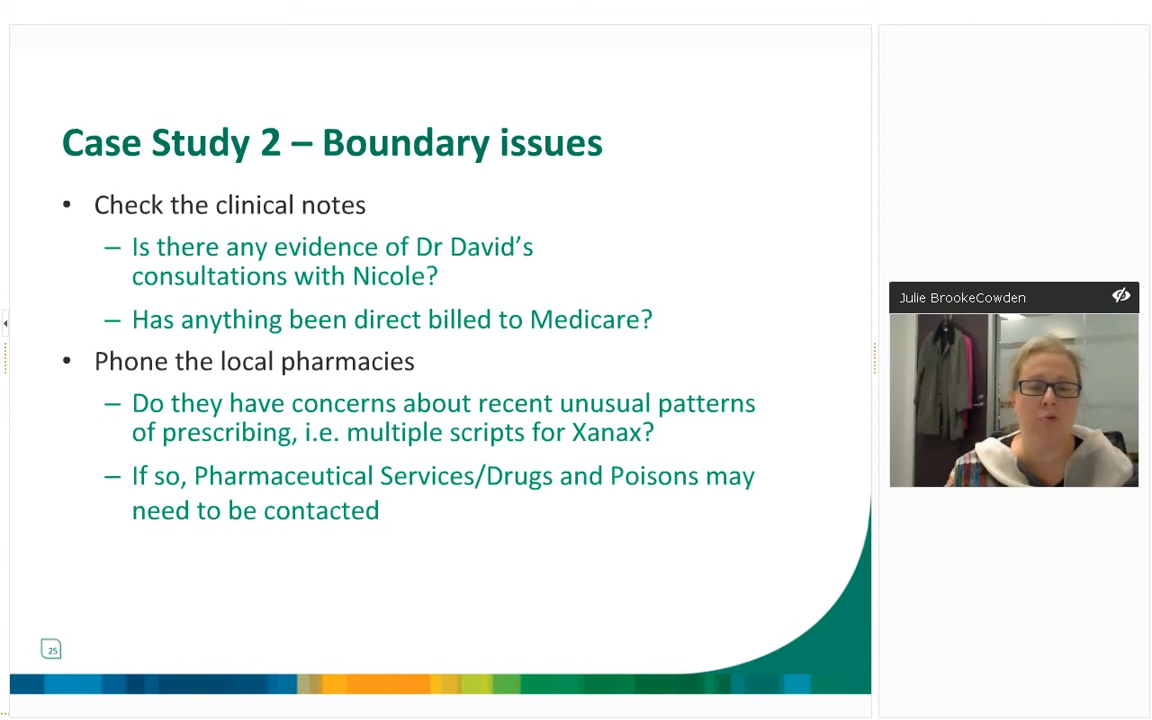 Case Study 2 – Boundary issues
• Check the clinical notes
– Is there any evidence of Dr David’s
consultations with Nicole?
– Has anything been direct billed to Medicare?
• Phone the local pharmacies
– Do they have concerns about recent unusual patterns
of prescribing, i.e. multiple scripts for Xanax?
– If so, Pharmaceutical Services/Drugs and Poisons may
need to be contacted
25
Julie BrookeCowden